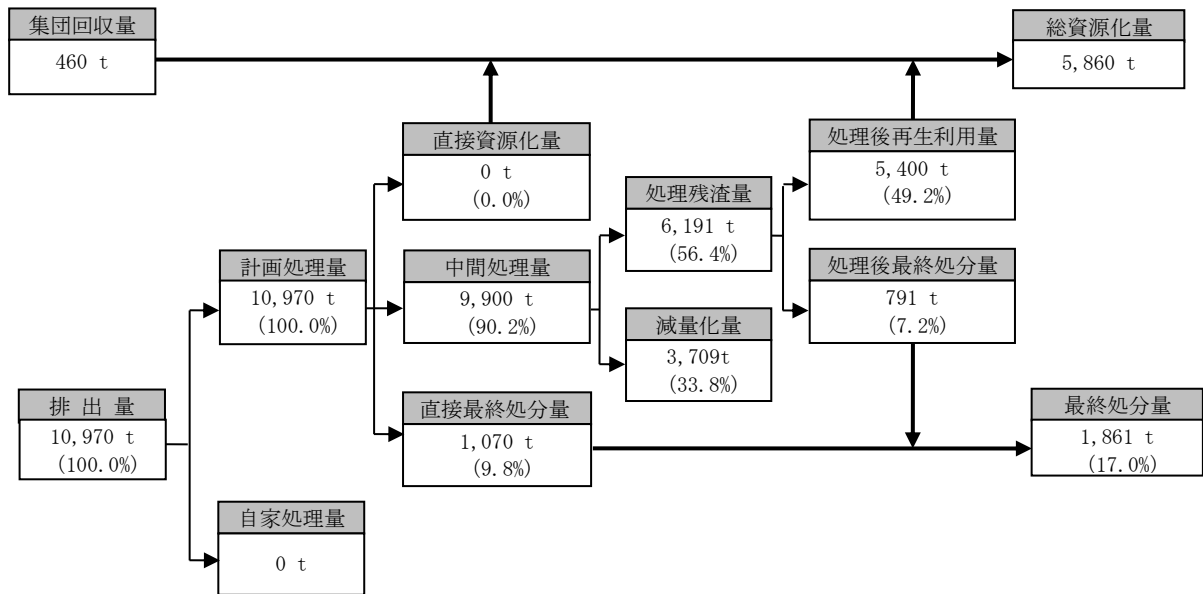 集団回収量
460 t
総資源化量
5,860 t
直接資源化量
0 t
(0.0%)
処理後再生利用量
5,400 t
(49.2%)
処理残渣量
6,191 t
(56.4%)
計画処理量
10,970 t
(100.0%)
中間処理量
9,900 t
(90.2%)
処理後最終処分量
791 t
(7.2%)
減量化量
3,709t
(33.8%)
排 出 量
10,970 t
(100.0%)
直接最終処分量
1,070 t
(9.8%)
最終処分量
1,861 t
(17.0%)
自家処理量
0 t